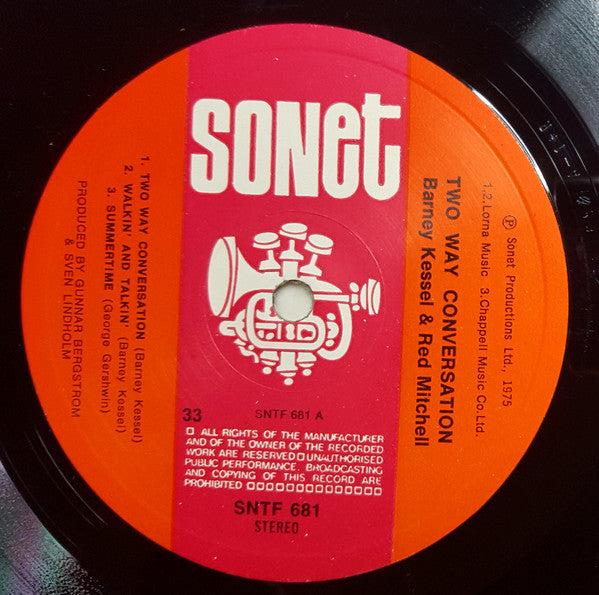 SONET
℗ Sonet Productions Ltd., 1975
1.2.Lorna Music 3.Chappell Music Co.Ltd.
TWO WAY CONVERSATION
Barney Kessel & Red Mitchell
1. TWO WAY CONVERSATION (Barney Kessel)
2. WALKIN' AND TALKIN' (Barney Kessel)
3. SUMMERTIME (George Gershwin)
PRODUCED BY GUNNAR BERGSTROM
& SVEN LINDHOLM
33
SNTF 681 A
ALL RIGHTS OF THE MANUFACTURER
AND OF THE OWNER OF THE RECORDED
WORK ARE RESERVED UNAUTHORISED
PUBLIC PERFORMANCE, BROADCASTING
AND COPYING OF THIS RECORD ARE
PROHIBITED
SNTF 681
STEREO